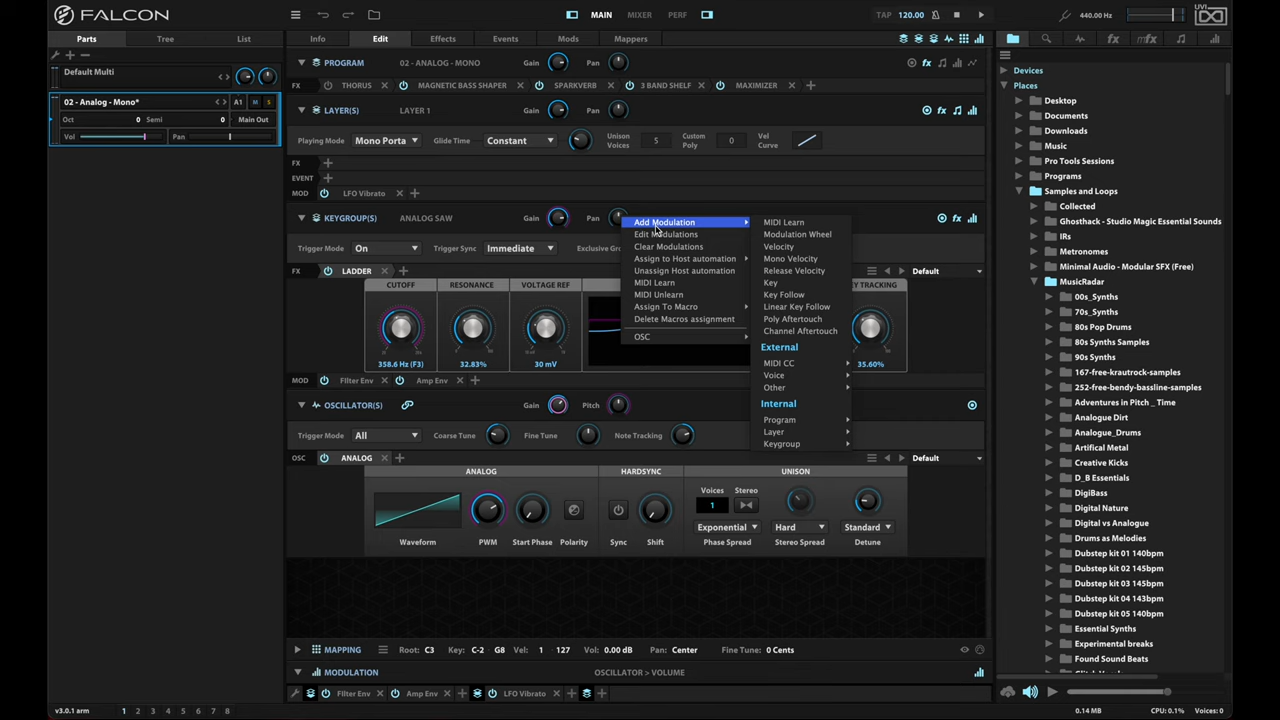 FALCON
MAIN MIXER PERF
TAP 120.00
440.00 Hz
UVI
Parts Tree List
Info Edit Effects Events Mods Mappers
Default Multi
02 - Analog - Mono* A1 M S
Oct 0 Semi 0 Main Out
Vol Pan
PROGRAM 02 - ANALOG - MONO Gain Pan
FX THORUS MAGNETIC BASS SHAPER SPARKVERB 3 BAND SHELF MAXIMIZER
LAYER(S) LAYER 1 Gain Pan
Playing Mode Mono Porta Glide Time Constant Unison Voices 5 Custom Poly 0 Vel Curve
FX
EVENT
MOD LFO Vibrato
KEYGROUP(S) ANALOG SAW Gain Pan
Trigger Mode On Trigger Sync Immediate Exclusive Gro
FX LADDER Default
CUTOFF RESONANCE VOLTAGE REF KEY TRACKING
358.6 Hz (F3) 32.83% 30 mV 35.60%
MOD Filter Env Amp Env
OSCILLATOR(S) Gain Pitch
Trigger Mode All Coarse Tune Fine Tune Note Tracking
OSC ANALOG Default
ANALOG HARDSYNC UNISON
Voices Stereo
1
Exponential Hard Standard
Waveform PWM Start Phase Polarity Sync Shift Phase Spread Stereo Spread Detune
MAPPING Root: C3 Key: C-2 G8 Vel: 1 127 Vol: 0.00 dB Pan: Center Fine Tune: 0 Cents
MODULATION OSCILLATOR > VOLUME
Filter Env Amp Env LFO Vibrato
Add Modulation
Edit Modulations
Clear Modulations
Assign to Host automation
Unassign Host automation
MIDI Learn
MIDI Unlearn
Assign To Macro
Delete Macros assignment
OSC
MIDI Learn
Modulation Wheel
Velocity
Mono Velocity
Release Velocity
Key
Key Follow
Linear Key Follow
Poly Aftertouch
Channel Aftertouch
External
MIDI CC
Voice
Other
Internal
Program
Layer
Keygroup
Devices
Places
Desktop
Documents
Downloads
Music
Pro Tools Sessions
Programs
Samples and Loops
Collected
Ghosthack - Studio Magic Essential Sounds
IRs
Metronomes
Minimal Audio - Modular SFX (Free)
MusicRadar
00s_Synths
70s_Synths
80s Pop Drums
80s Synths Samples
90s Synths
167-free-krautrock-samples
252-free-bendy-bassline-samples
Adventures in Pitch _ Time
Analogue Dirt
Analogue_Drums
Artifical Metal
Creative Kicks
D_B Essentials
DigiBass
Digital Nature
Digital vs Analogue
Drums as Melodies
Dubstep kit 01 140bpm
Dubstep kit 02 145bpm
Dubstep kit 03 145bpm
Dubstep kit 04 143bpm
Dubstep kit 05 140bpm
Essential Synths
Experimental breaks
Found Sound Beats
v3.0.1 arm 1 2 3 4 5 6 7 8 0.14 MB CPU: 0.1% Voices: 0